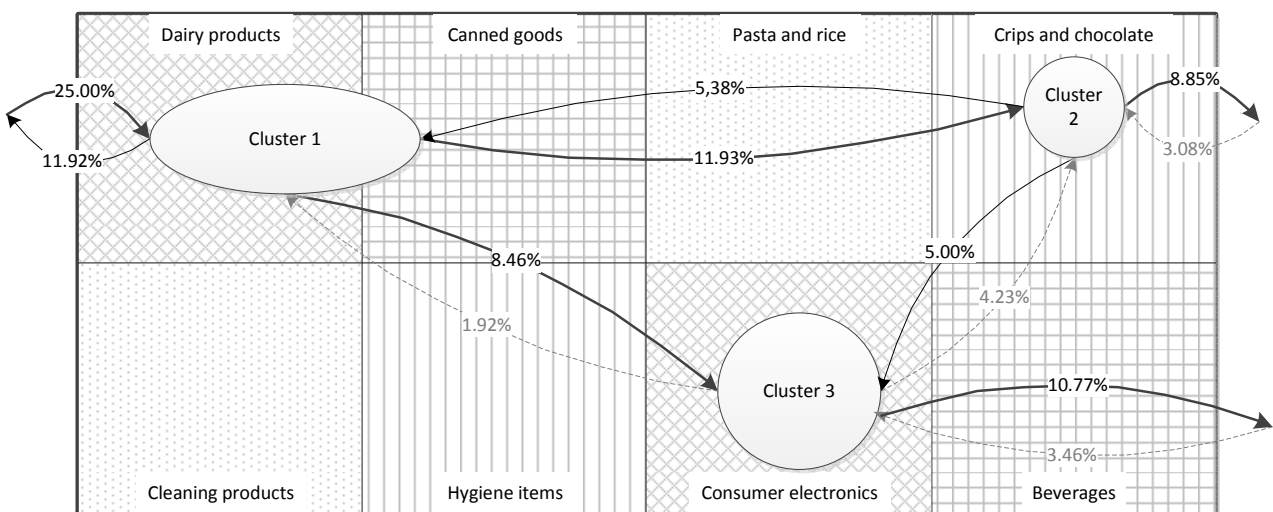 Dairy products
Canned goods
Pasta and rice
Crips and chocolate
25.00%
5,38%
Cluster
2
8.85%
Cluster 1
11.92%
11.93%
3.08%
8.46%
5.00%
4.23%
1.92%
Cluster 3
10.77%
3.46%
Cleaning products
Hygiene items
Consumer electronics
Beverages